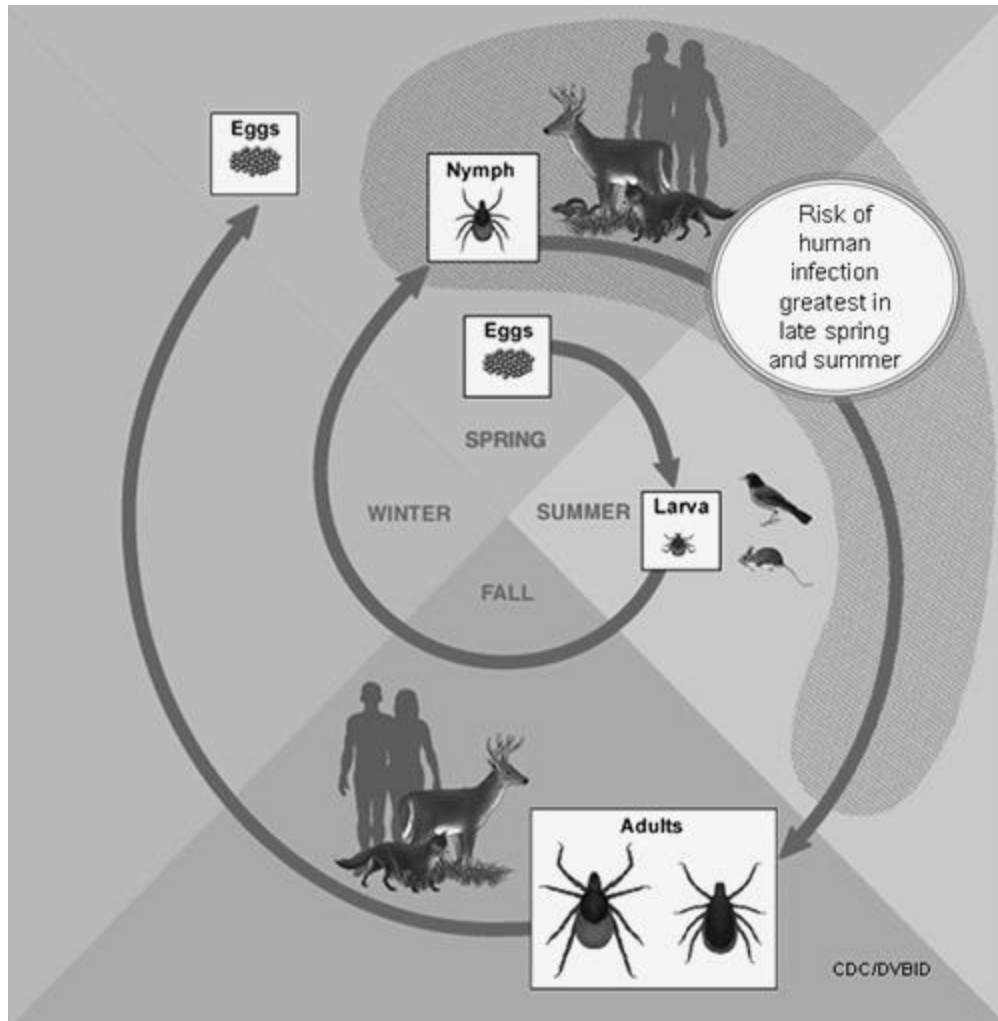 Eggs
Nymph
Risk of
human
infection
greatest in
late spring
and summer
Eggs
SPRING
WINTER
SUMMER
Larva
FALL
Adults
CDC/DVBID